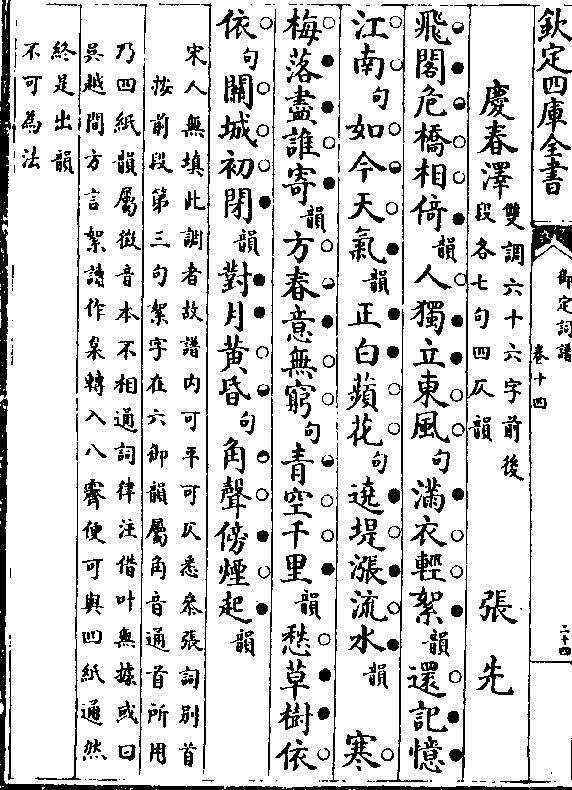 欽定四庫全書
御定詞譜
卷十四
二十四
慶春澤 雙調六十六字前後段各七句四仄韻 張先
飛閣危橋相倚韻人獨立東風句滿衣輕絮韻還記憶
江南句如今天氣韻正白蘋花句遶堤漲流水韻 寒
梅落盡誰寄韻方春意無窮句青空千里韻愁草樹依
依句關城初閉韻對月黃昏句角聲傍煙起韻
宋人無填此調者故譜内可平可仄悉參張詞别首
按前段第三句絮字在六御韻屬角音通首所用
乃四紙韻屬徵音本不相通詞律注借叶無據或曰
吳越間方言絮讀作枲轉入八霽便可與四紙通然
終是出韻
不可為法